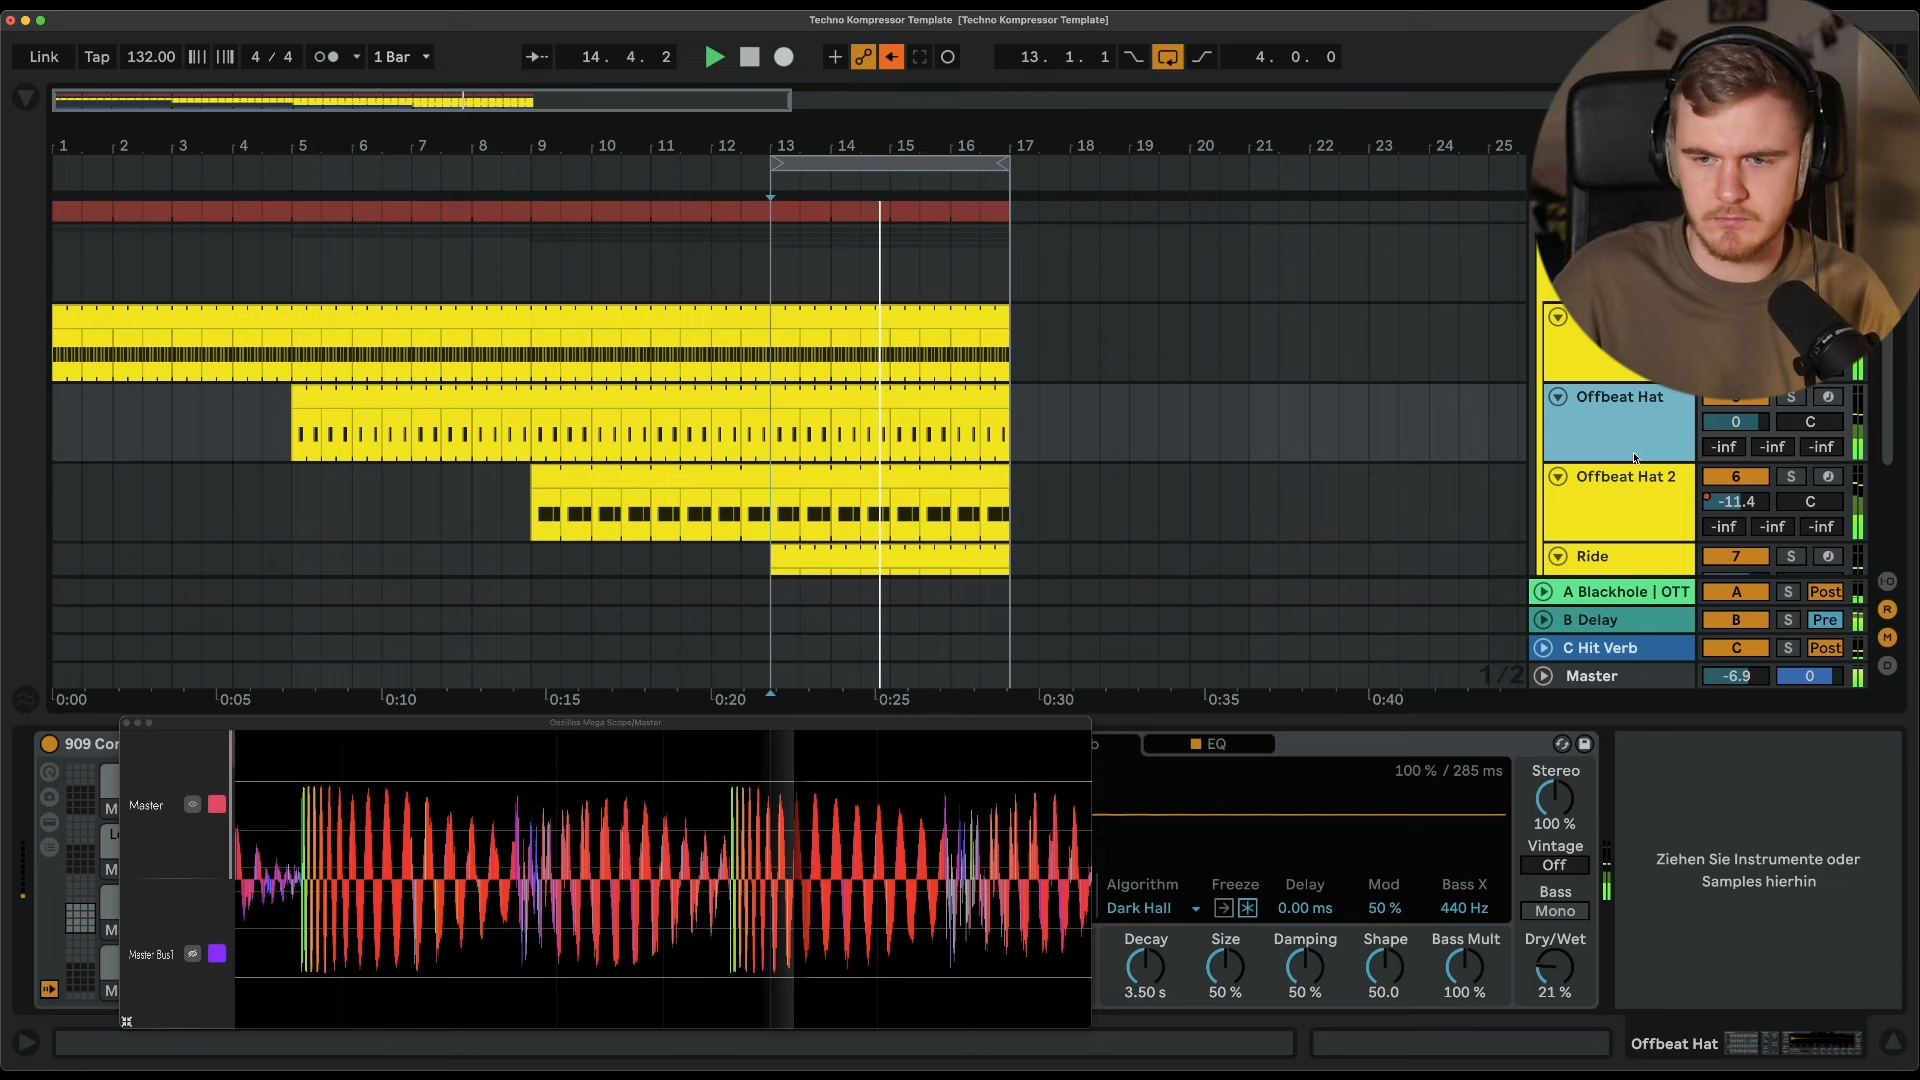 Techno Kompressor Template [Techno Kompressor Template]
Link Tap 132.00 4 / 4 1 Bar 14. 4. 2 13. 1. 1 4. 0. 0
1 2 3 4 5 6 7 8 9 10 11 12 13 14 15 16 17 18 19 20 21 22 23 24 25
Offbeat Hat S
0 C
-inf -inf -inf
Offbeat Hat 2 6 S
-11.4 C
-inf -inf -inf
Ride 7 S
A Blackhole | OTT A S Post
B Delay B S Pre
C Hit Verb C S Post
1/2 Master -6.9 0
I·O
R
M
D
0:00 0:05 0:10 0:15 0:20 0:25 0:30 0:35 0:40
Oszillos Mega Scope/Master
909 Cor
M
M
M
M
Master
Master Bus1
EQ
100 % / 285 ms
Stereo
100 %
Vintage
Off
Bass
Mono
Algorithm Freeze Delay Mod Bass X
Dark Hall 0.00 ms 50 % 440 Hz
Decay Size Damping Shape Bass Mult Dry/Wet
3.50 s 50 % 50 % 50.0 100 % 21 %
Ziehen Sie Instrumente oder
Samples hierhin
Offbeat Hat